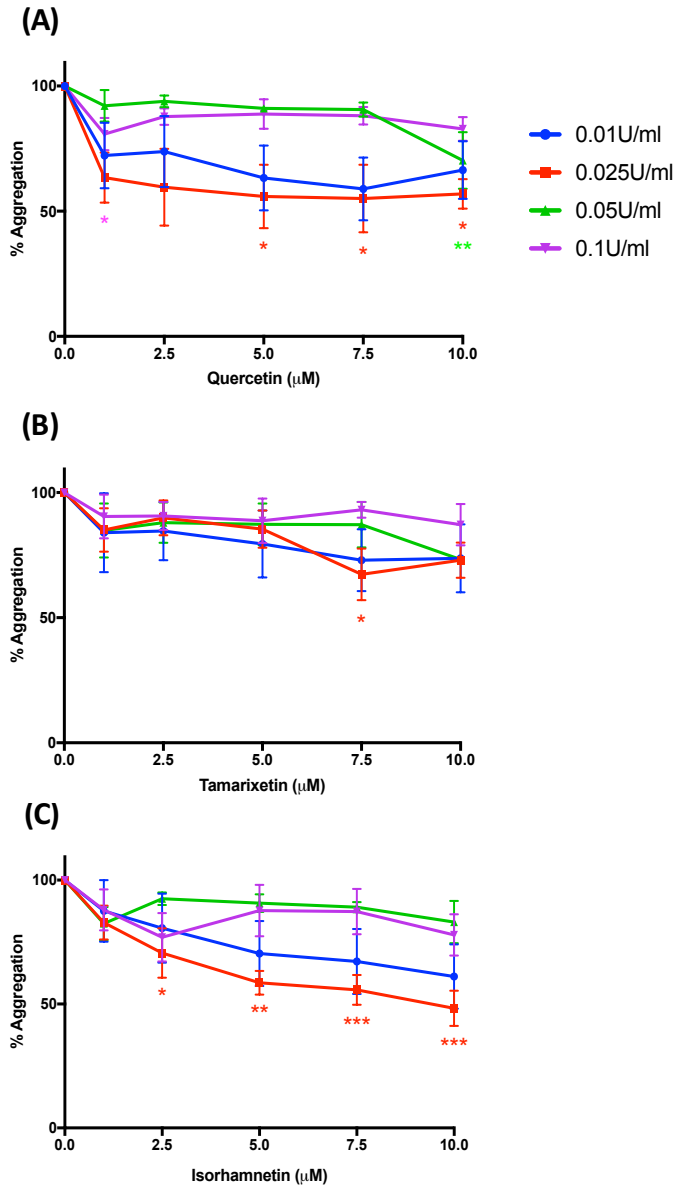 (A)
100
50
0
% Aggregation
*
*
*
*
**
0.0
2.5
5.0
7.5
10.0
Quercetin (μM)
0.01U/ml
0.025U/ml
0.05U/ml
0.1U/ml
(B)
100
50
0
% Aggregation
*
0.0
2.5
5.0
7.5
10.0
Tamarixetin (μM)
(C)
100
50
0
% Aggregation
*
**
***
***
0.0
2.5
5.0
7.5
10.0
Isorhamnetin (μM)